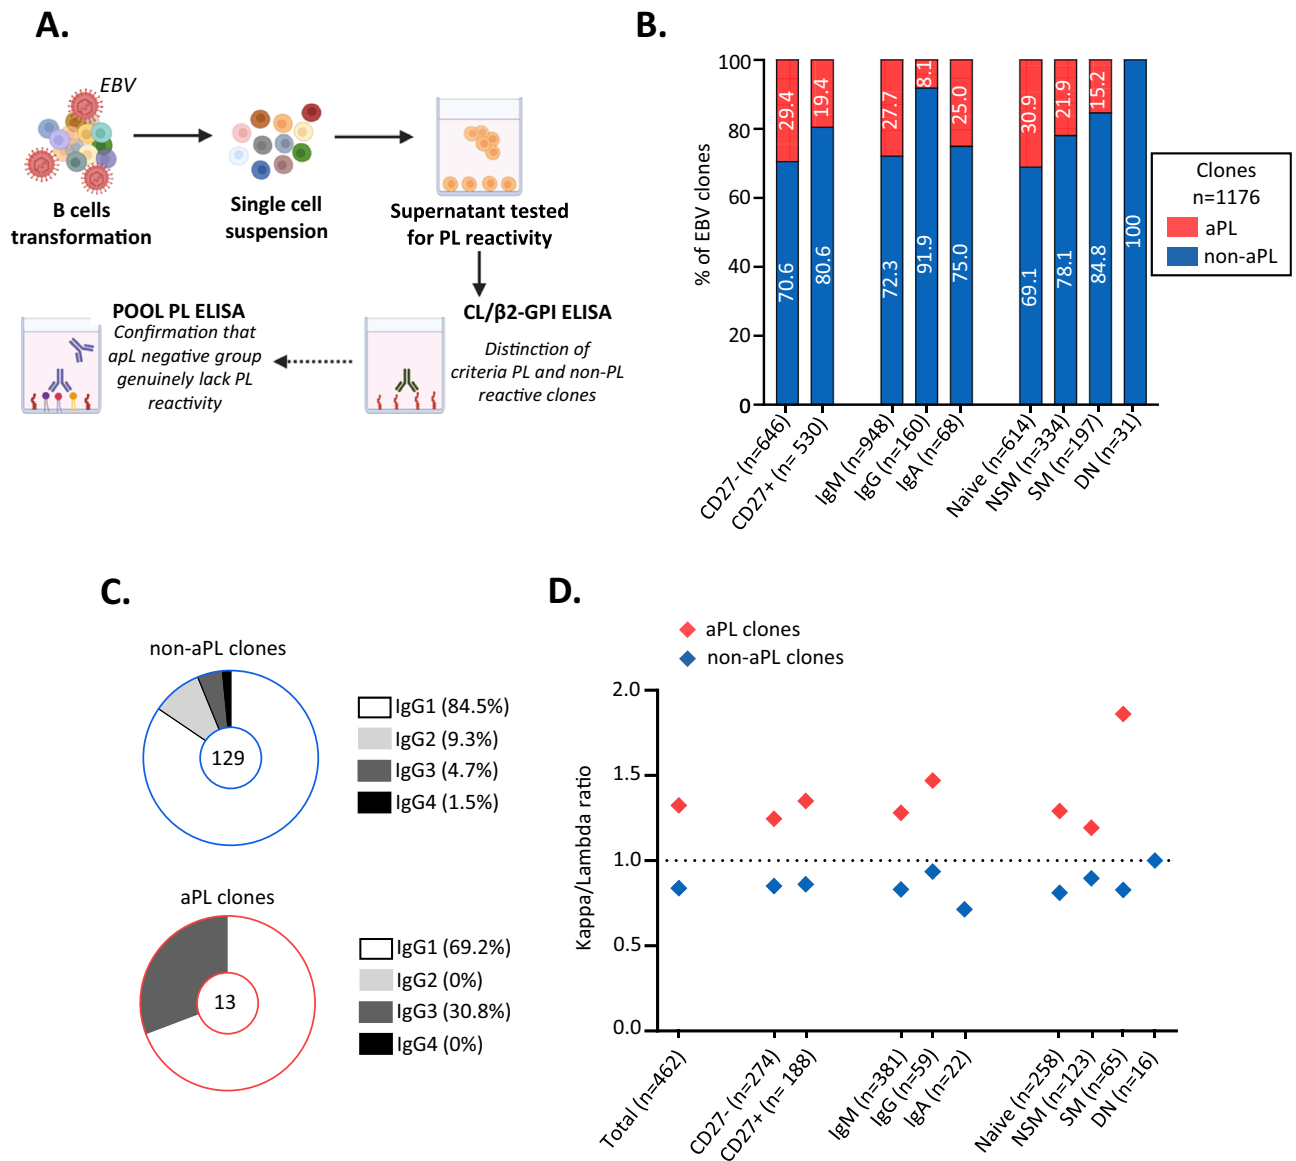 A.
EBV
B cells
transformation
Single cell
suspension
Supernatant tested
for PL reactivity
CL/β2-GPI ELISA
Distinction of
criteria PL and non-PL
reactive clones
POOL PL ELISA
Confirmation that
apL negative group
genuinely lack PL
reactivity
B.
% of EBV clones
100
80
60
40
20
0
29.4
19.4
27.7
8.1
25.0
30.9
21.9
15.2
70.6
80.6
72.3
91.9
75.0
69.1
78.1
84.8
100
CD27- (n=646)
CD27+ (n= 530)
IgM (n=948)
IgG (n=160)
IgA (n=68)
Naive (n=614)
NSM (n=334)
SM (n=197)
DN (n=31)
Clones
n=1176
aPL
non-aPL
C.
non-aPL clones
129
IgG1 (84.5%)
IgG2 (9.3%)
IgG3 (4.7%)
IgG4 (1.5%)
aPL clones
13
IgG1 (69.2%)
IgG2 (0%)
IgG3 (30.8%)
IgG4 (0%)
D.
aPL clones
non-aPL clones
Kappa/Lambda ratio
2.0
1.5
1.0
0.5
0.0
Total (n=462)
CD27- (n=274)
CD27+ (n= 188)
IgM (n=381)
IgG (n=59)
IgA (n=22)
Naive (n=258)
NSM (n=123)
SM (n=65)
DN (n=16)